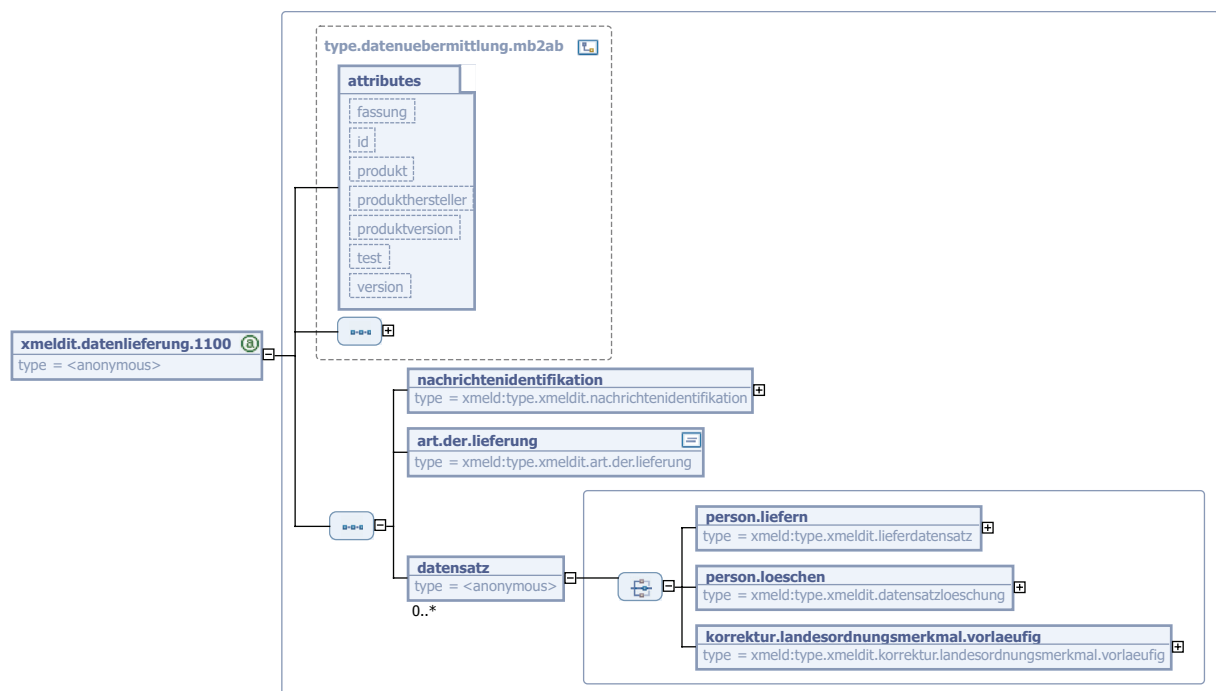 type.datenuebermittlung.mb2ab
attributes
fassung
id
produkt
produkthersteller
produktversion
test
version
xmeldit.datenlieferung.1100 a
type = <anonymous>
nachrichtenidentifikation
type = xmeld:type.xmeldit.nachrichtenidentifikation
art.der.lieferung
type = xmeld:type.xmeldit.art.der.lieferung
datensatz
type = <anonymous>
0..*
person.liefern
type = xmeld:type.xmeldit.lieferdatensatz
person.loeschen
type = xmeld:type.xmeldit.datensatzloeschung
korrektur.landesordnungsmerkmal.vorlaeufig
type = xmeld:type.xmeldit.korrektur.landesordnungsmerkmal.vorlaeufig